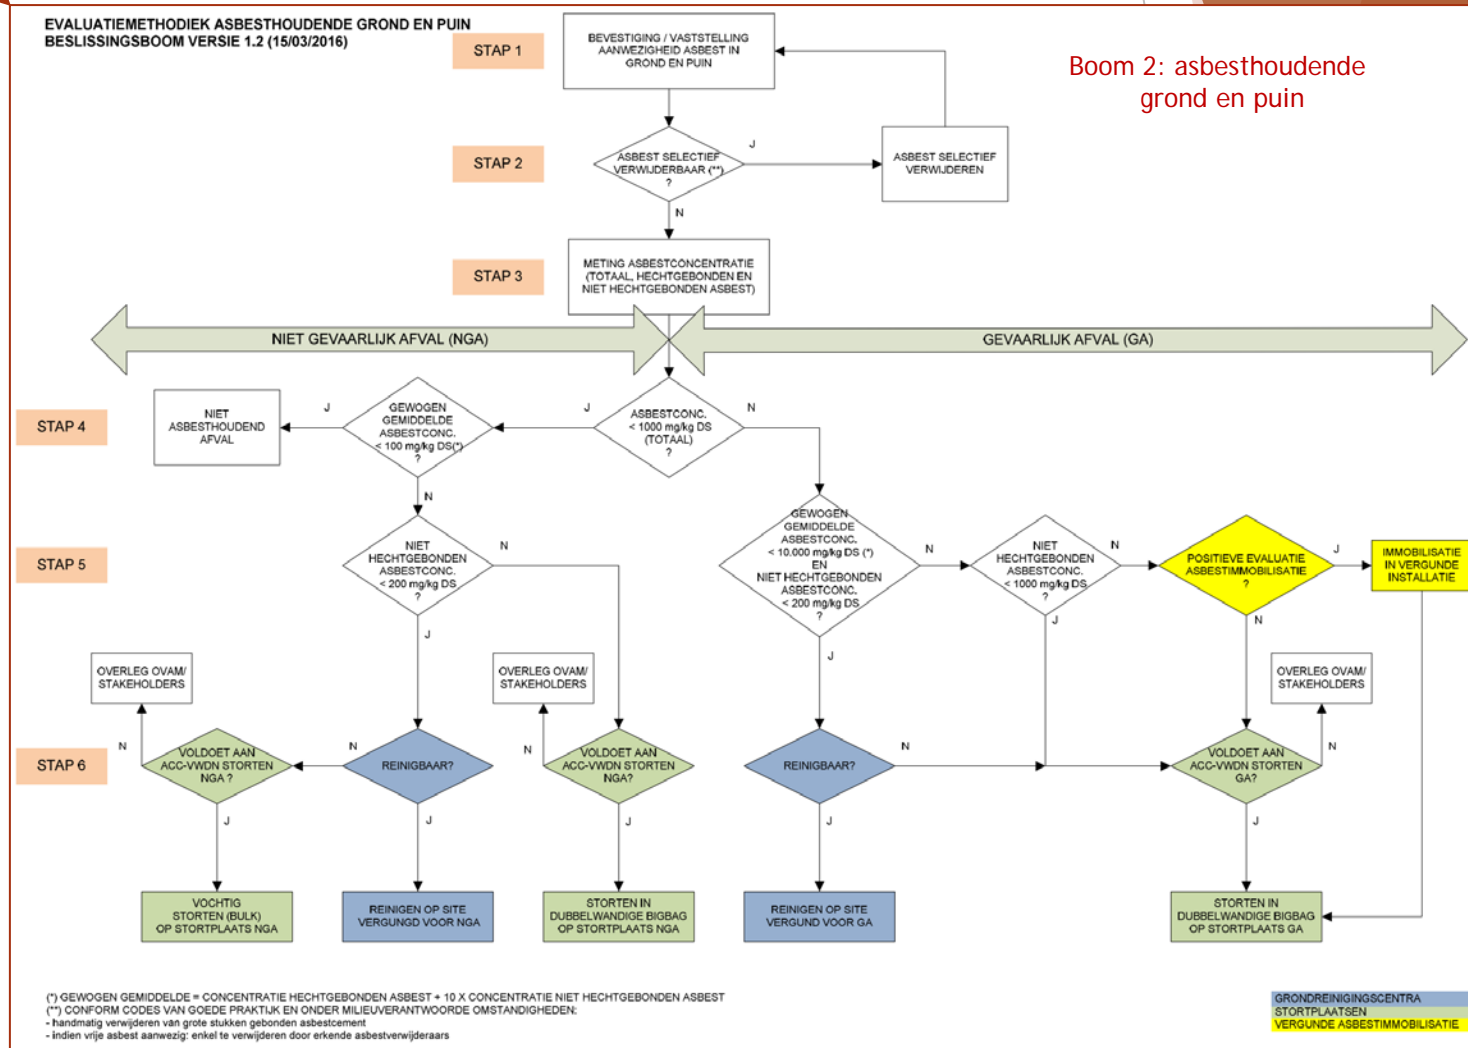 EVALUATIEMETHODIEK ASBESTHOUDENDE GROND EN PUIN
BESLISSINGSBOOM VERSIE 1.2 (15/03/2016)
Boom 2: asbesthoudende
grond en puin
STAP 1
BEVESTIGING / VASTSTELLING
AANWEZIGHEID ASBEST IN
GROND EN PUIN
STAP 2
ASBEST SELECTIEF
VERWIJDERBAAR (**)
?
J
ASBEST SELECTIEF
VERWIJDEREN
N
STAP 3
METING ASBESTCONCENTRATIE
(TOTAAL, HECHTGEBONDEN EN
NIET HECHTGEBONDEN ASBEST)
NIET GEVAARLIJK AFVAL (NGA)
GEVAARLIJK AFVAL (GA)
STAP 4
NIET
ASBESTHOUDEND
AFVAL
J
GEWOGEN
GEMIDDELDE
ASBESTCONC.
< 100 mg/kg DS(*)
?
J
ASBESTCONC.
< 1000 mg/kg DS
(TOTAAL)
?
N
N
STAP 5
NIET
HECHTGEBONDEN
ASBESTCONC.
< 200 mg/kg DS
?
N
J
GEWOGEN
GEMIDDELDE
ASBESTCONC.
< 10.000 mg/kg DS (*)
EN
NIET HECHTGEBONDEN
ASBESTCONC.
< 200 mg/kg DS
?
N
J
NIET
HECHTGEBONDEN
ASBESTCONC.
< 1000 mg/kg DS
?
N
J
POSITIEVE EVALUATIE
ASBESTIMMOBILISATIE
?
J
N
IMMOBILISATIE
IN VERGUNDE
INSTALLATIE
OVERLEG OVAM/
STAKEHOLDERS
OVERLEG OVAM/
STAKEHOLDERS
OVERLEG OVAM/
STAKEHOLDERS
STAP 6
N
VOLDOET AAN
ACC-VWDN STORTEN
NGA ?
J
N
REINIGBAAR?
J
N
VOLDOET AAN
ACC-VWDN STORTEN
NGA?
J
REINIGBAAR?
N
J
VOLDOET AAN
ACC-VWDN STORTEN
GA?
N
J
VOCHTIG
STORTEN (BULK)
OP STORTPLAATS NGA
REINIGEN OP SITE
VERGUNGD VOOR NGA
STORTEN IN
DUBBELWANDIGE BIGBAG
OP STORTPLAATS NGA
REINIGEN OP SITE
VERGUND VOOR GA
STORTEN IN
DUBBELWANDIGE BIGBAG
OP STORTPLAATS GA
(*) GEWOGEN GEMIDDELDE = CONCENTRATIE HECHTGEBONDEN ASBEST + 10 X CONCENTRATIE NIET HECHTGEBONDEN ASBEST
(**) CONFORM CODES VAN GOEDE PRAKTIJK EN ONDER MILIEUVERANTWOORDE OMSTANDIGHEDEN:
- handmatig verwijderen van grote stukken gebonden asbestcement
- indien vrije asbest aanwezig: enkel te verwijderen door erkende asbestverwijderaars
GRONDREINIGINGSCENTRA
STORTPLAATSEN
VERGUNDE ASBESTIMMOBILISATIE